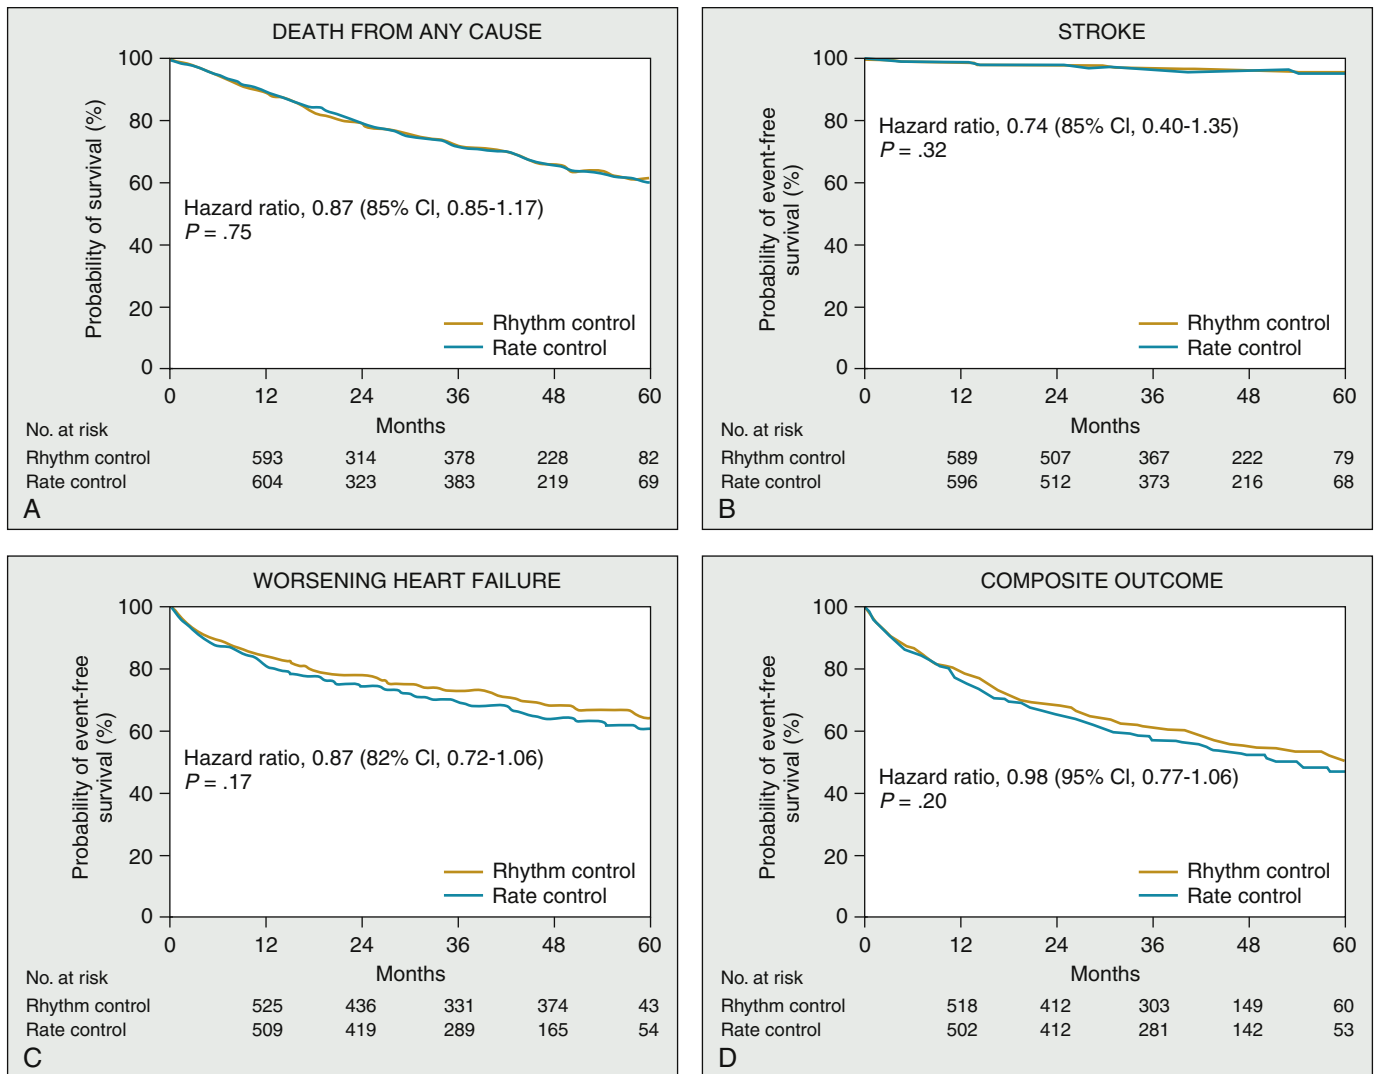 DEATH FROM ANY CAUSE
Probability of survival (%)
100
80
60
40
20
0
Hazard ratio, 0.87 (85% CI, 0.85-1.17)
P = .75
Rhythm control
Rate control
0 12 24 36 48 60
Months
No. at risk
Rhythm control 593 314 378 228 82
Rate control 604 323 383 219 69
A
STROKE
Probability of event-free
survival (%)
100
80
60
40
20
0
Hazard ratio, 0.74 (85% CI, 0.40-1.35)
P = .32
Rhythm control
Rate control
0 12 24 36 48 60
Months
No. at risk
Rhythm control 589 507 367 222 79
Rate control 596 512 373 216 68
B
WORSENING HEART FAILURE
Probability of event-free
survival (%)
100
80
60
40
20
0
Hazard ratio, 0.87 (82% CI, 0.72-1.06)
P = .17
Rhythm control
Rate control
0 12 24 36 48 60
Months
No. at risk
Rhythm control 525 436 331 374 43
Rate control 509 419 289 165 54
C
COMPOSITE OUTCOME
Probability of event-free
survival (%)
100
80
60
40
20
0
Hazard ratio, 0.98 (95% CI, 0.77-1.06)
P = .20
Rhythm control
Rate control
0 12 24 36 48 60
Months
No. at risk
Rhythm control 518 412 303 149 60
Rate control 502 412 281 142 53
D